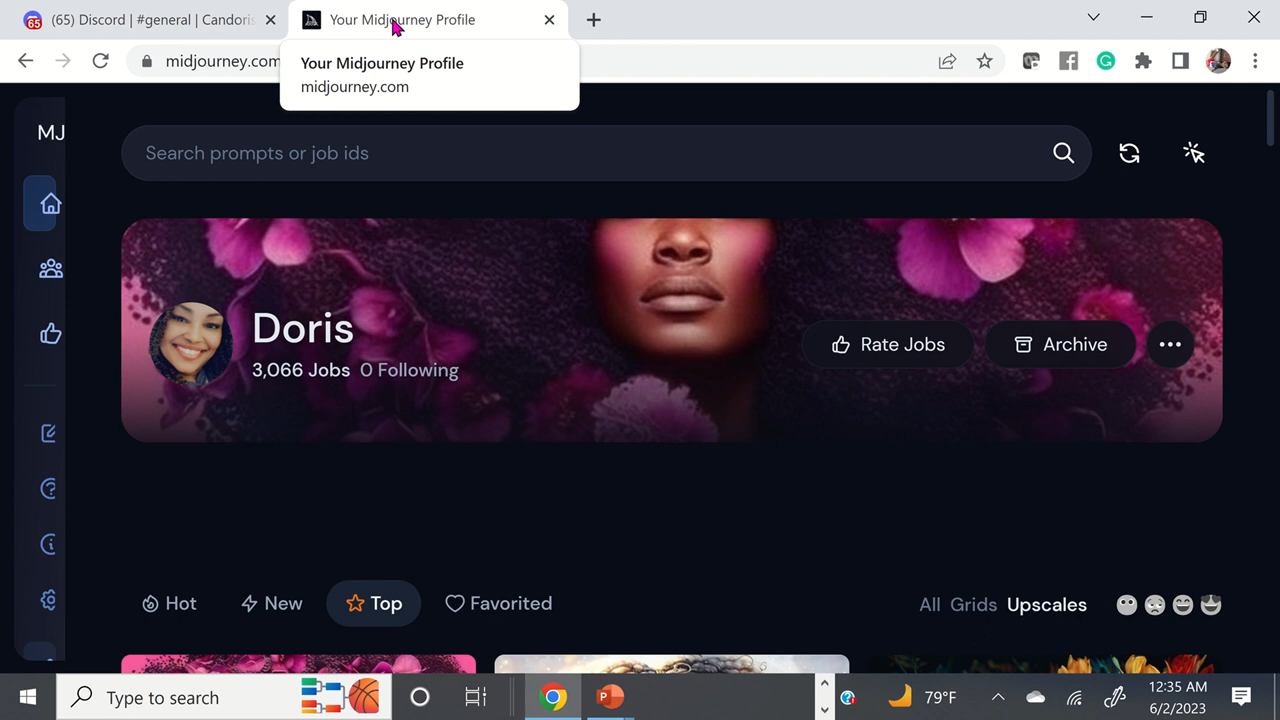 65
(65) Discord | #general | Candoris
Your Midjourney Profile
midjourney.com
Your Midjourney Profile
midjourney.com
MJ
Search prompts or job ids
Doris
3,066 Jobs 0 Following
Rate Jobs
Archive
Hot
New
Top
Favorited
All Grids Upscales
Type to search
79°F
12:35 AM
6/2/2023